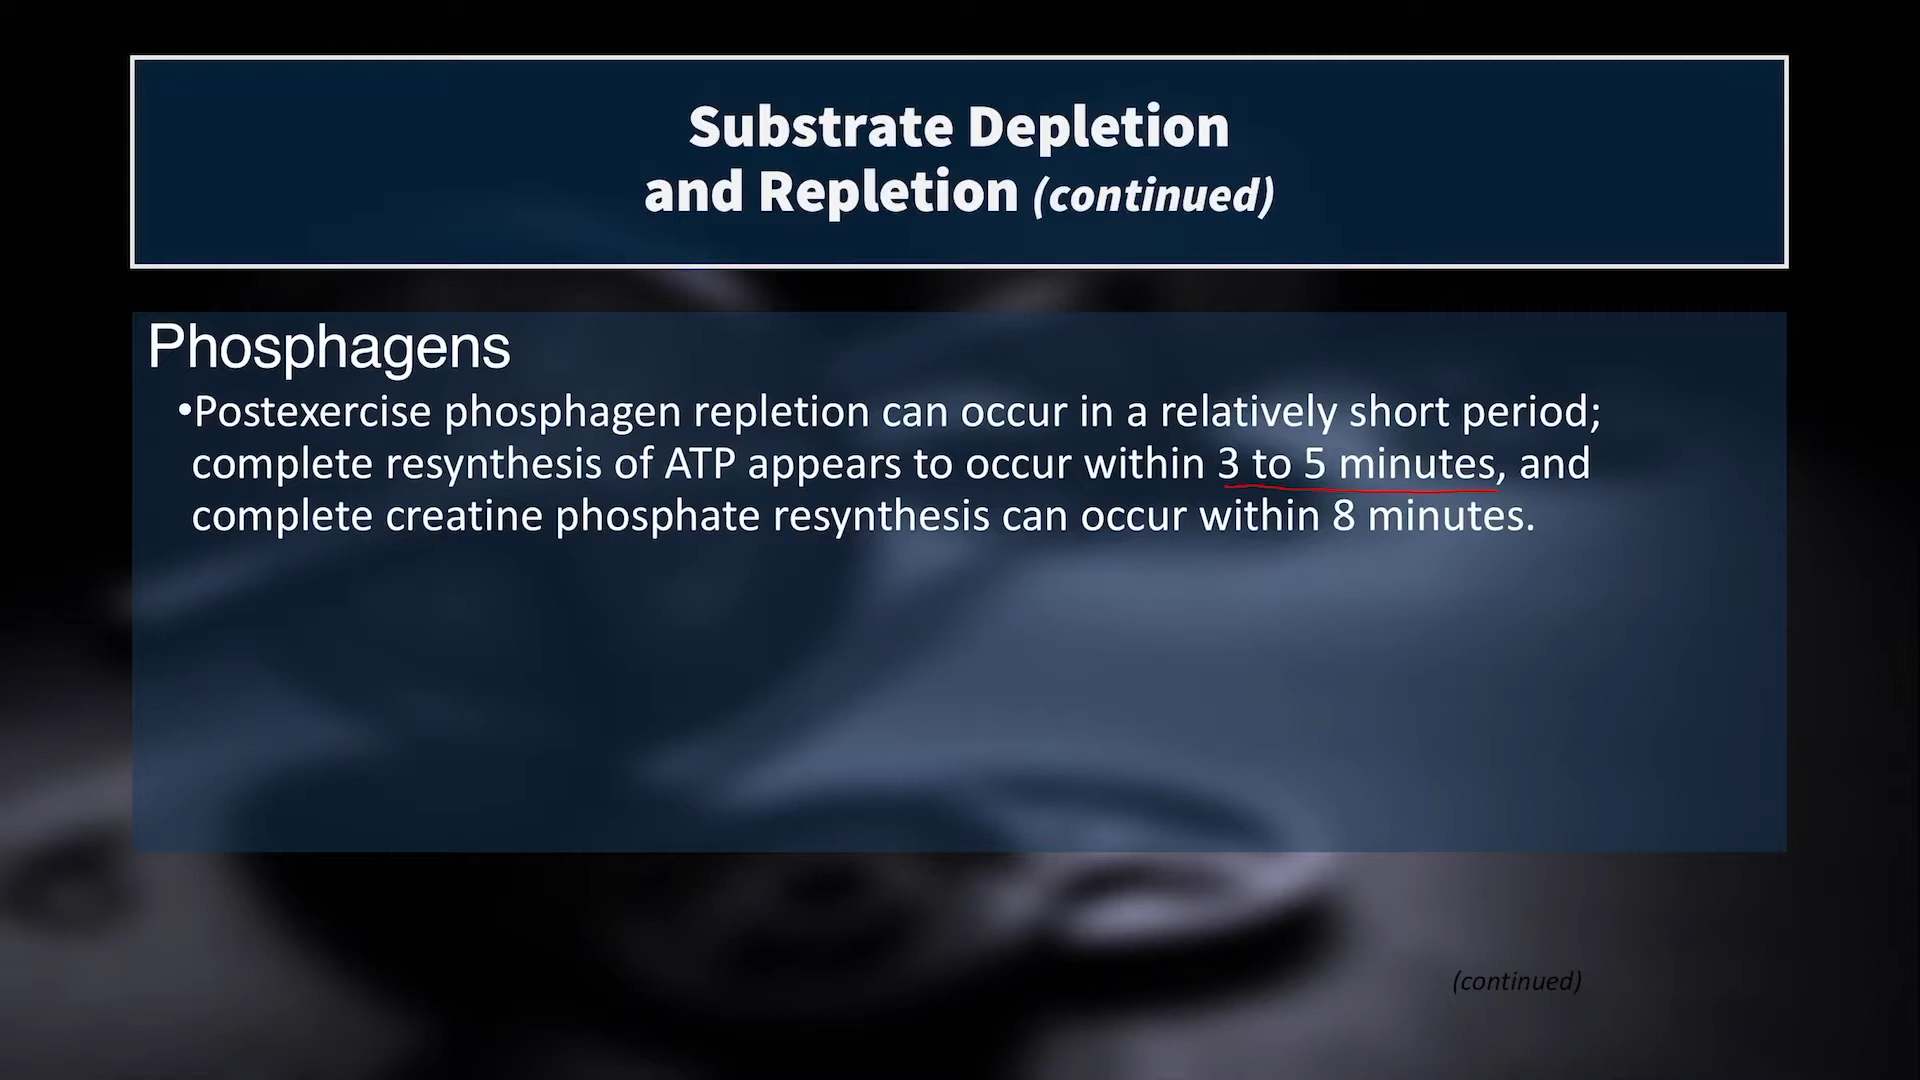 Substrate Depletion
and Repletion (continued)
Phosphagens
•Postexercise phosphagen repletion can occur in a relatively short period;
complete resynthesis of ATP appears to occur within 3 to 5 minutes, and
complete creatine phosphate resynthesis can occur within 8 minutes.
(continued)